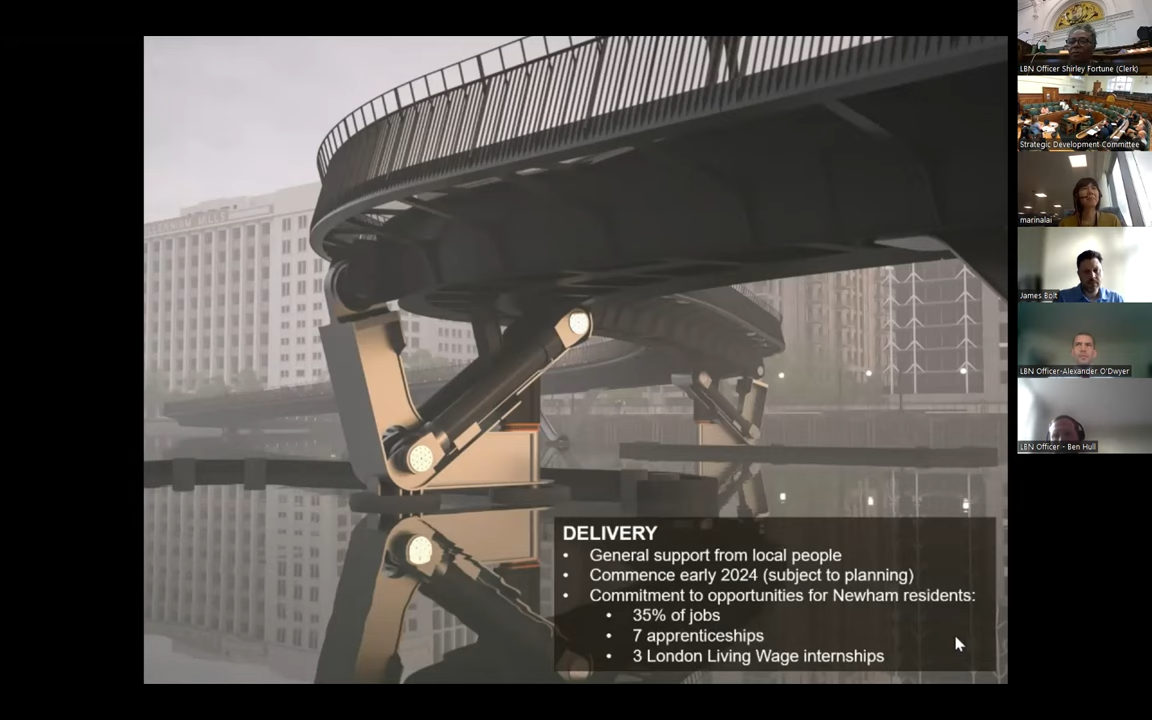 MILLENNIUM MILLS
DELIVERY
• General support from local people
• Commence early 2024 (subject to planning)
• Commitment to opportunities for Newham residents:
• 35% of jobs
• 7 apprenticeships
• 3 London Living Wage internships
LBN Officer Shirley Fortune (Clerk)
Strategic Development Committee
marinalai
James Bolt
LBN Officer-Alexander O'Dwyer
LBN Officer - Ben Hull